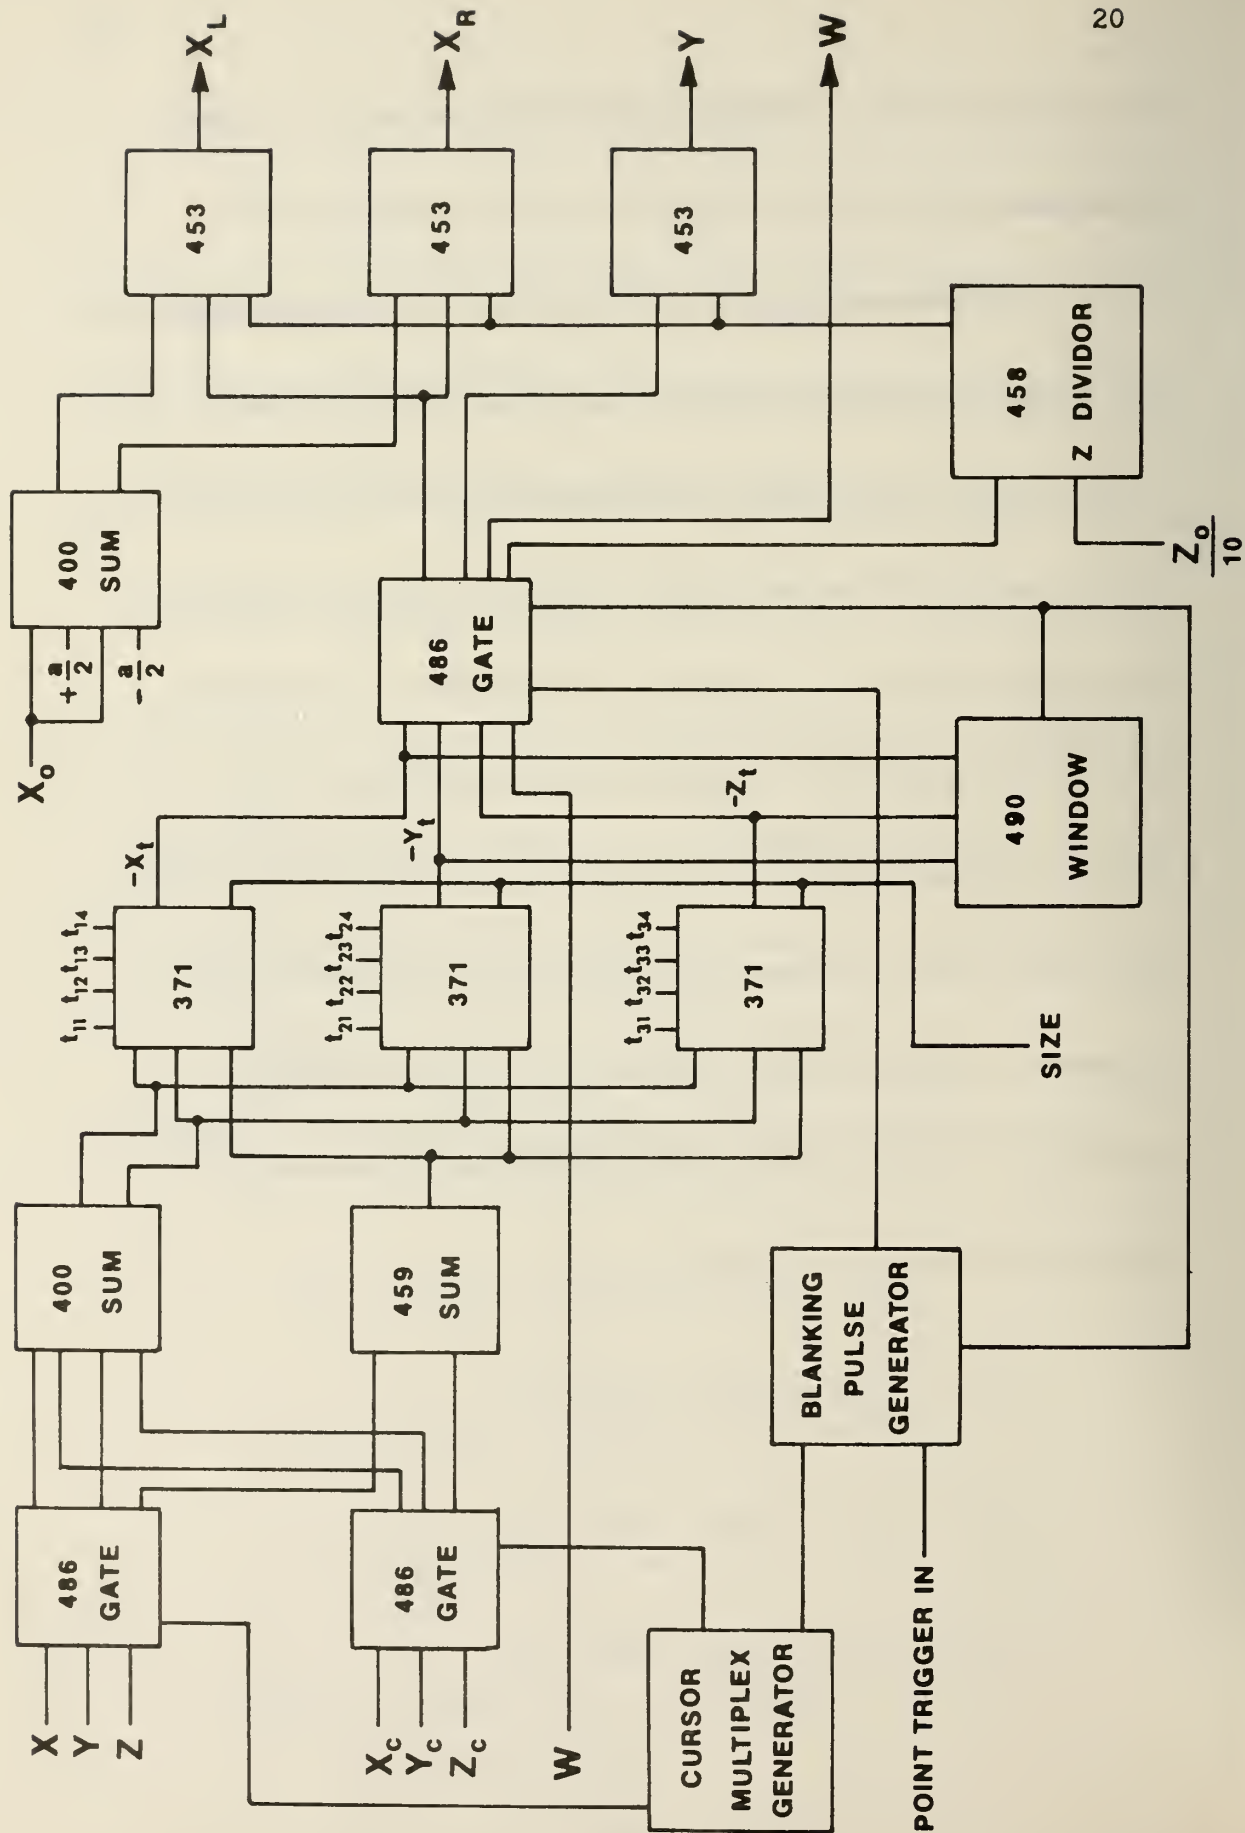 20
X
Y
Z
486
GATE
X_c
Y_c
Z_c
486
GATE
W
CURSOR
MULTIPLEX
GENERATOR
POINT TRIGGER IN
400
SUM
459
SUM
BLANKING
PULSE
GENERATOR
t_11 t_12 t_13 t_14
371
-X_t
t_21 t_22 t_23 t_24
371
-Y_t
t_31 t_32 t_33 t_34
371
-Z_t
SIZE
490
WINDOW
X_o
+a/2
-a/2
400
SUM
486
GATE
Z_o
10
458
Z DIVIDOR
453
453
453
X_L
X_R
Y
W